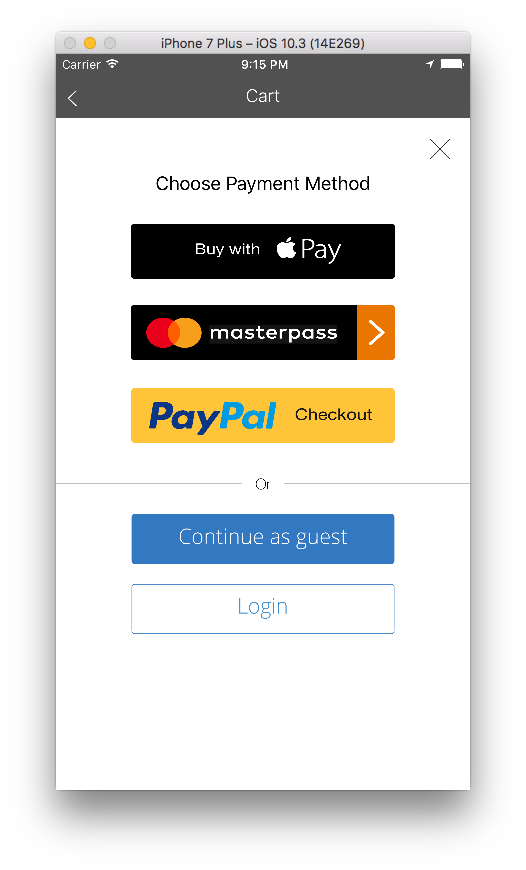 iPhone 7 Plus – iOS 10.3 (14E269)
Carrier 9:15 PM
Cart
Choose Payment Method
Buy with Pay
masterpass
PayPal Checkout
Or
Continue as guest
Login